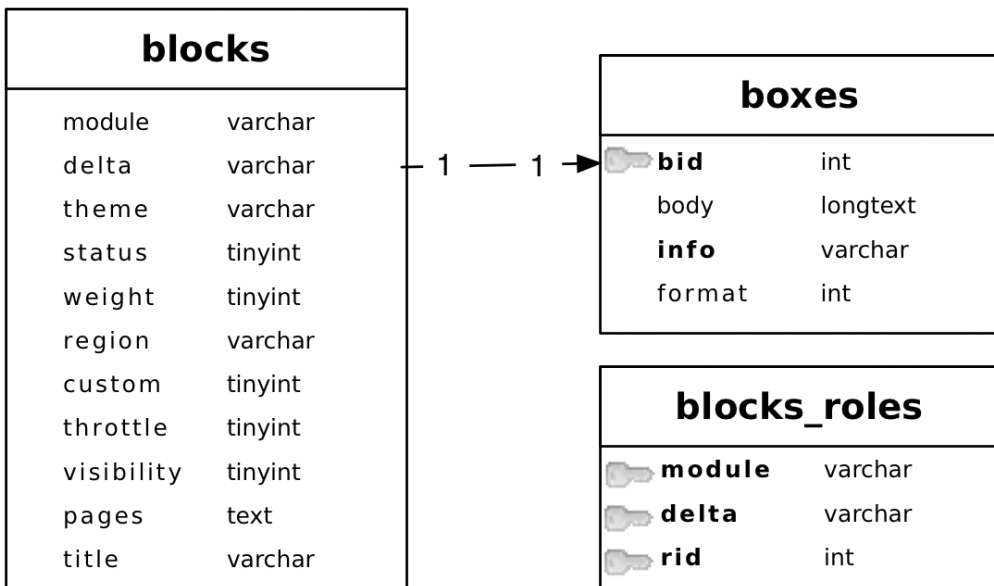 blocks
module varchar
delta varchar
theme varchar
status tinyint
weight tinyint
region varchar
custom tinyint
throttle tinyint
visibility tinyint
pages text
title varchar
1 1
boxes
bid int
body longtext
info varchar
format int
blocks_roles
module varchar
delta varchar
rid int